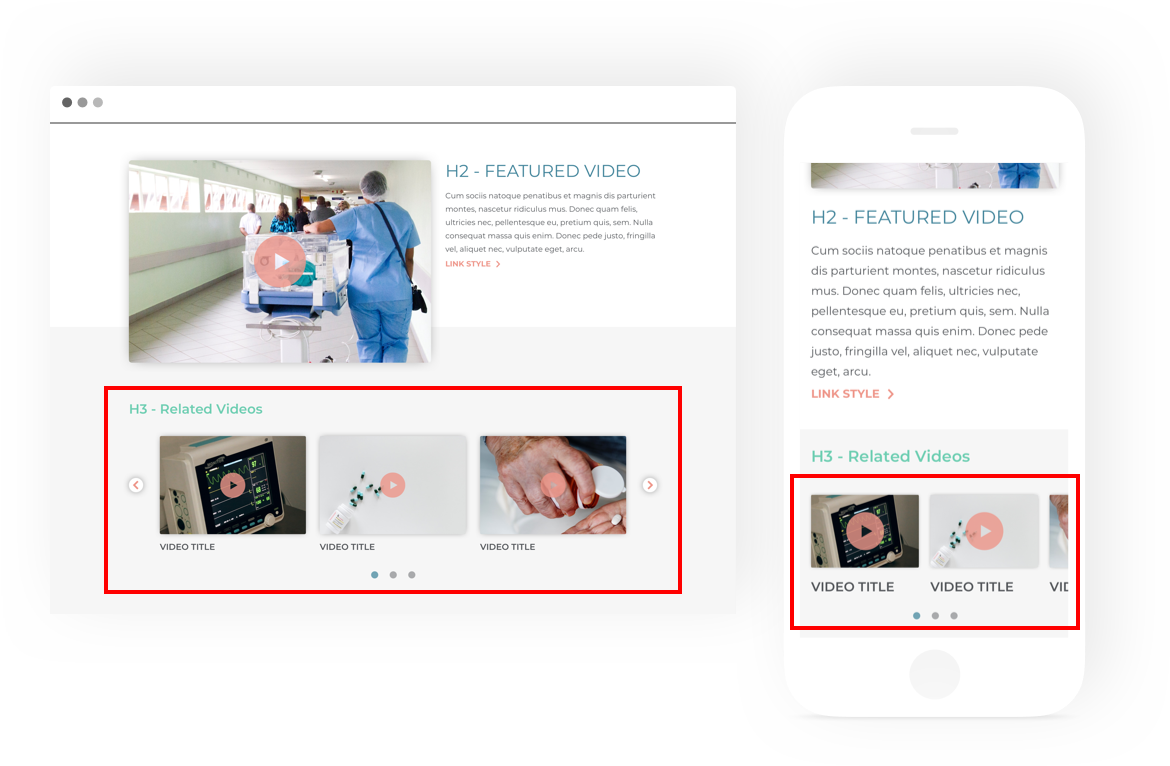 H2 - FEATURED VIDEO
Cum sociis natoque penatibus et magnis dis parturient
montes, nascetur ridiculus mus. Donec quam felis,
ultricies nec, pellentesque eu, pretium quis, sem. Nulla
consequat massa quis enim. Donec pede justo, fringilla
vel, aliquet nec, vulputate eget, arcu.
LINK STYLE
H3 - Related Videos
VIDEO TITLE
VIDEO TITLE
VIDEO TITLE
H2 - FEATURED VIDEO
Cum sociis natoque penatibus et magnis
dis parturient montes, nascetur ridiculus
mus. Donec quam felis, ultricies nec,
pellentesque eu, pretium quis, sem. Nulla
consequat massa quis enim. Donec pede
justo, fringilla vel, aliquet nec, vulputate
eget, arcu.
LINK STYLE
H3 - Related Videos
VIDEO TITLE
VIDEO TITLE